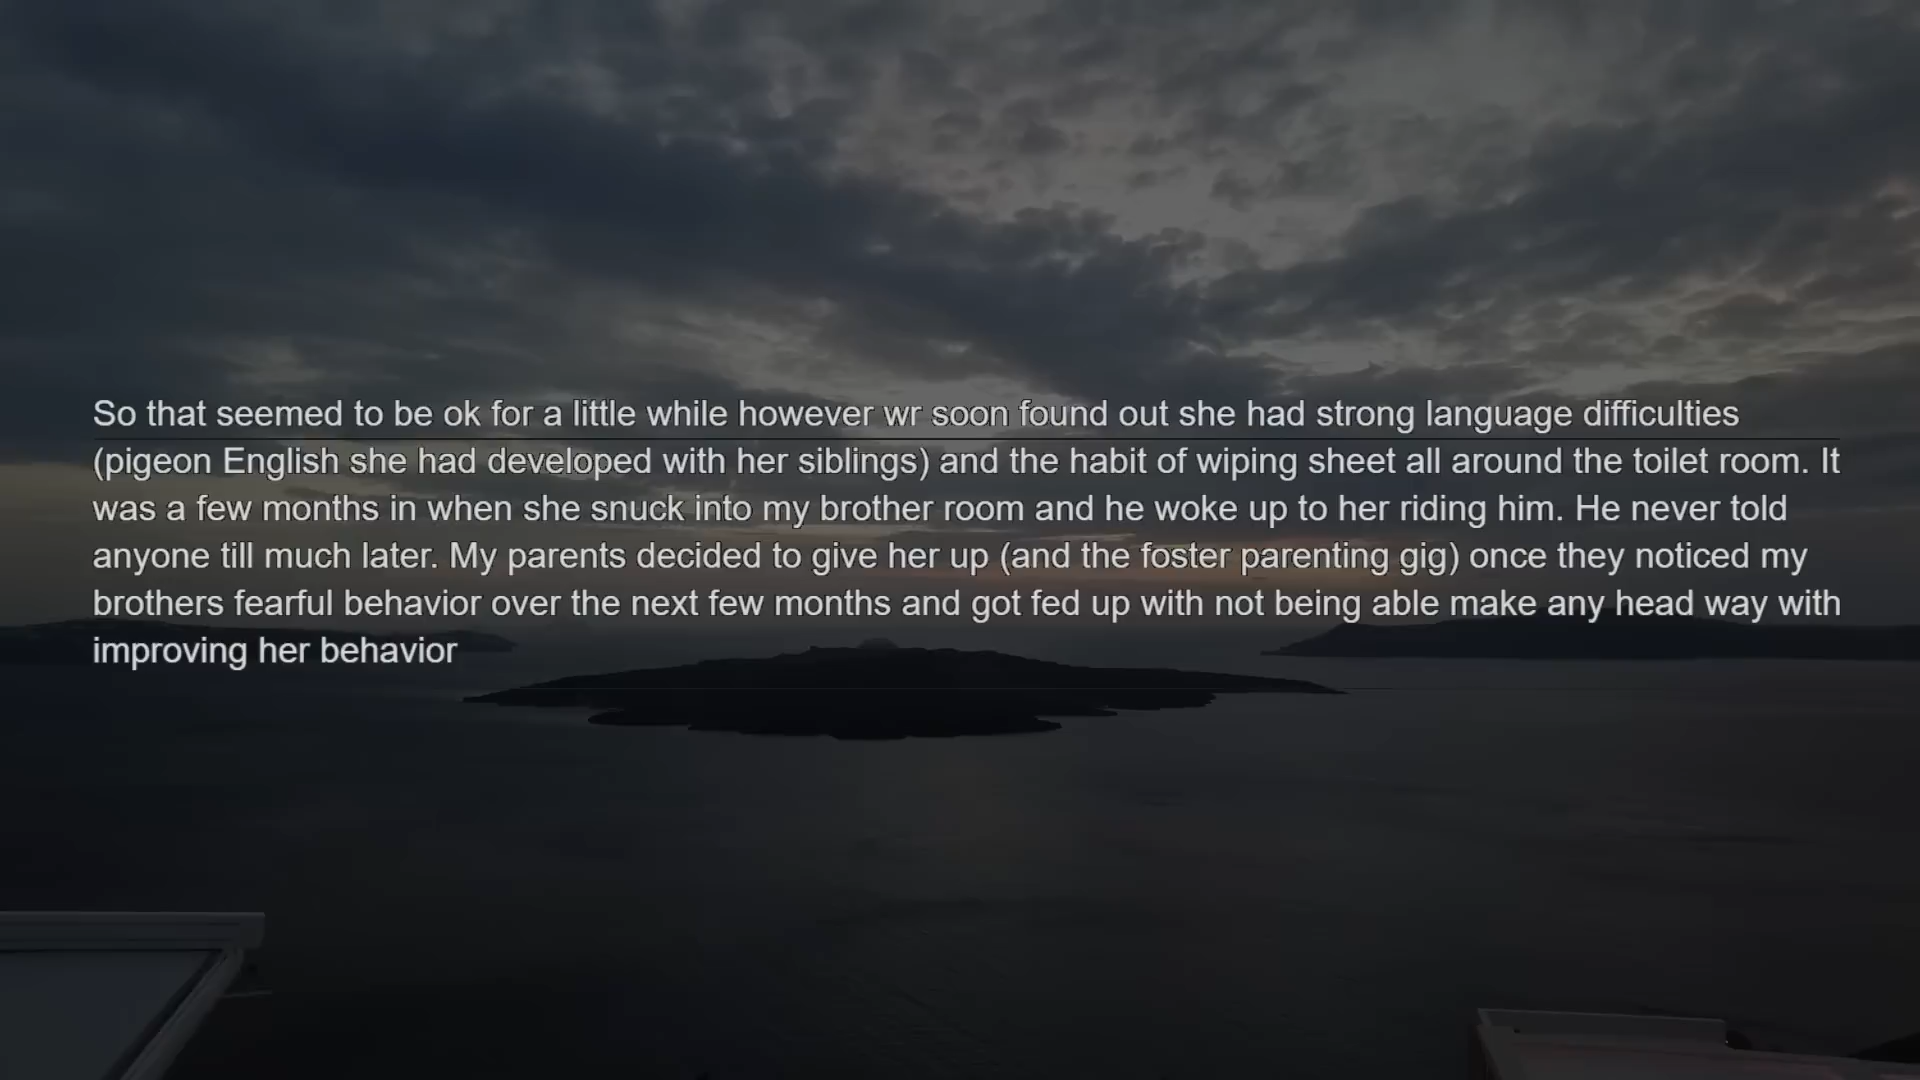 So that seemed to be ok for a little while however wr soon found out she had strong language difficulties
(pigeon English she had developed with her siblings) and the habit of wiping sheet all around the toilet room. It
was a few months in when she snuck into my brother room and he woke up to her riding him. He never told
anyone till much later. My parents decided to give her up (and the foster parenting gig) once they noticed my
brothers fearful behavior over the next few months and got fed up with not being able make any head way with
improving her behavior